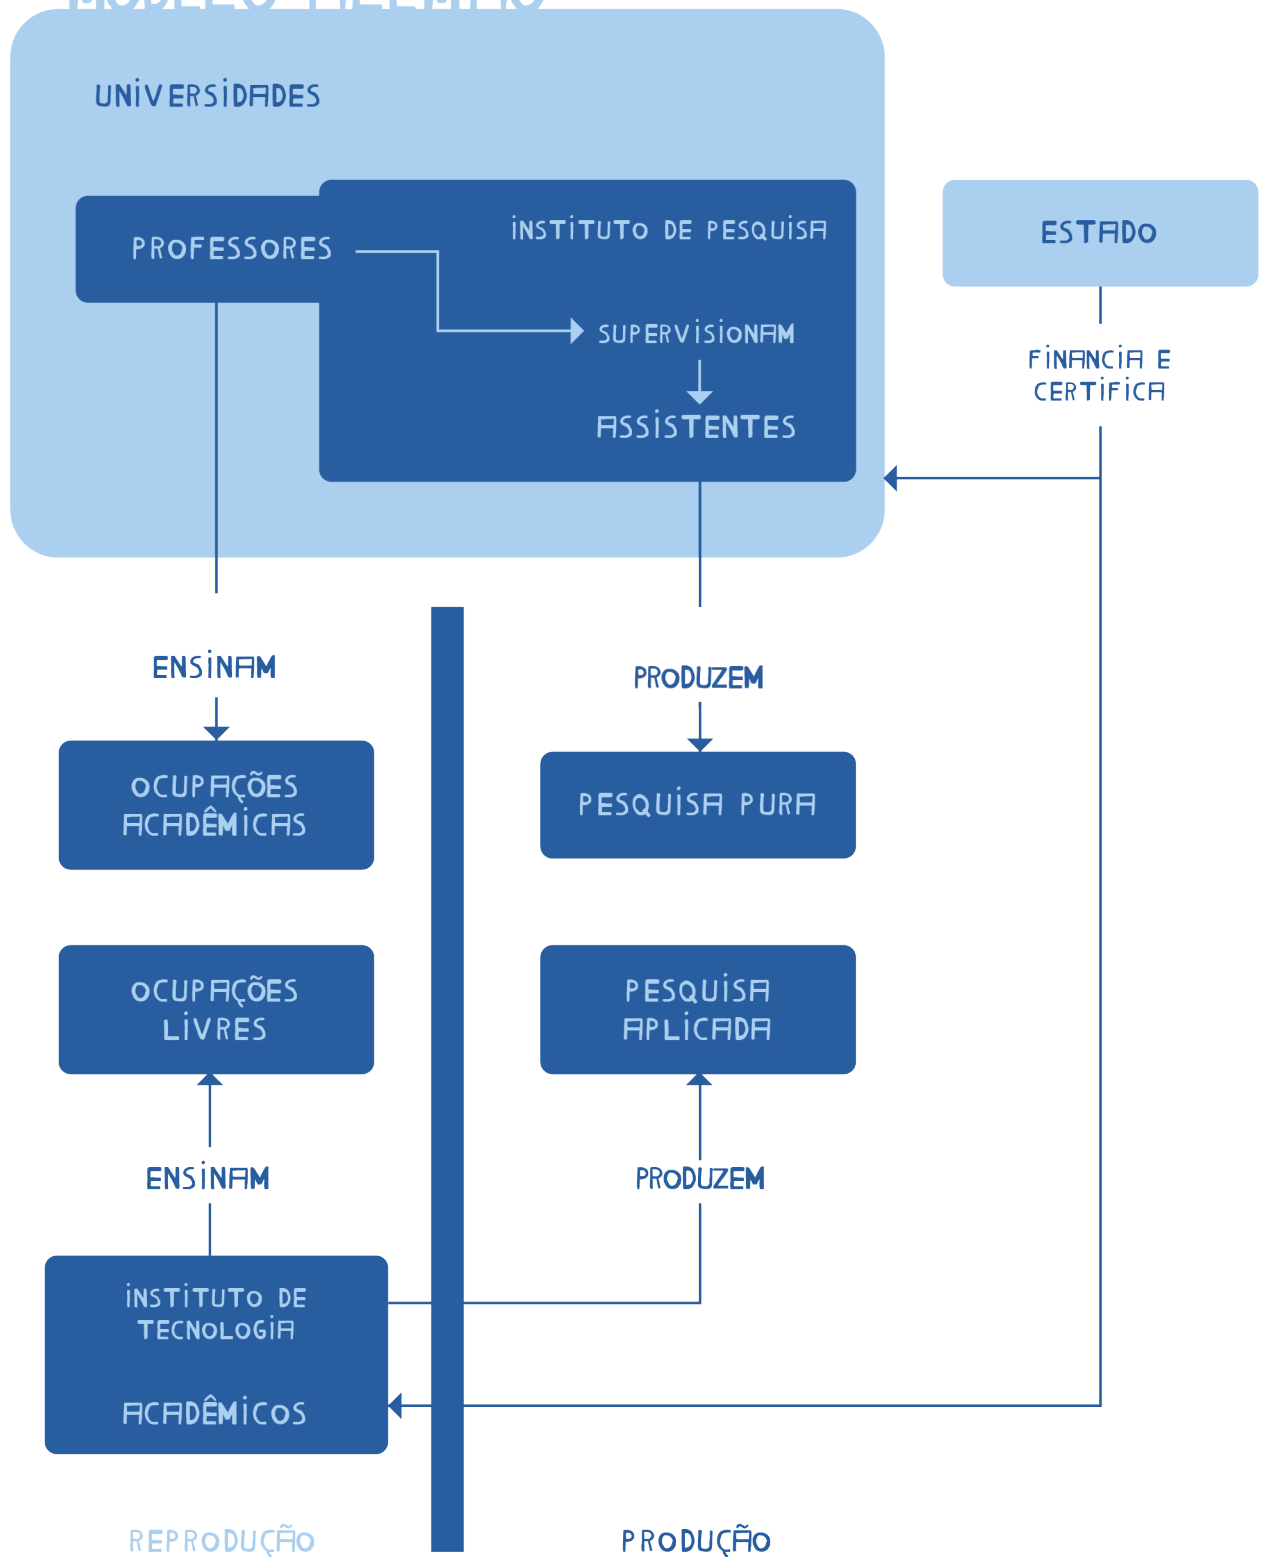 UNIVERSIDADES
PROFESSORES
INSTITUTO DE PESQUISA
SUPERVISIONAM
ASSISTENTES
ESTADO
FINANCIA E
CERTIFICA
ENSINAM
PRODUZEM
OCUPAÇÕES
ACADÊMICAS
PESQUISA PURA
OCUPAÇÕES
LIVRES
PESQUISA
APLICADA
ENSINAM
PRODUZEM
INSTITUTO DE
TECNOLOGIA
ACADÊMICOS
REPRODUÇÃO
PRODUÇÃO